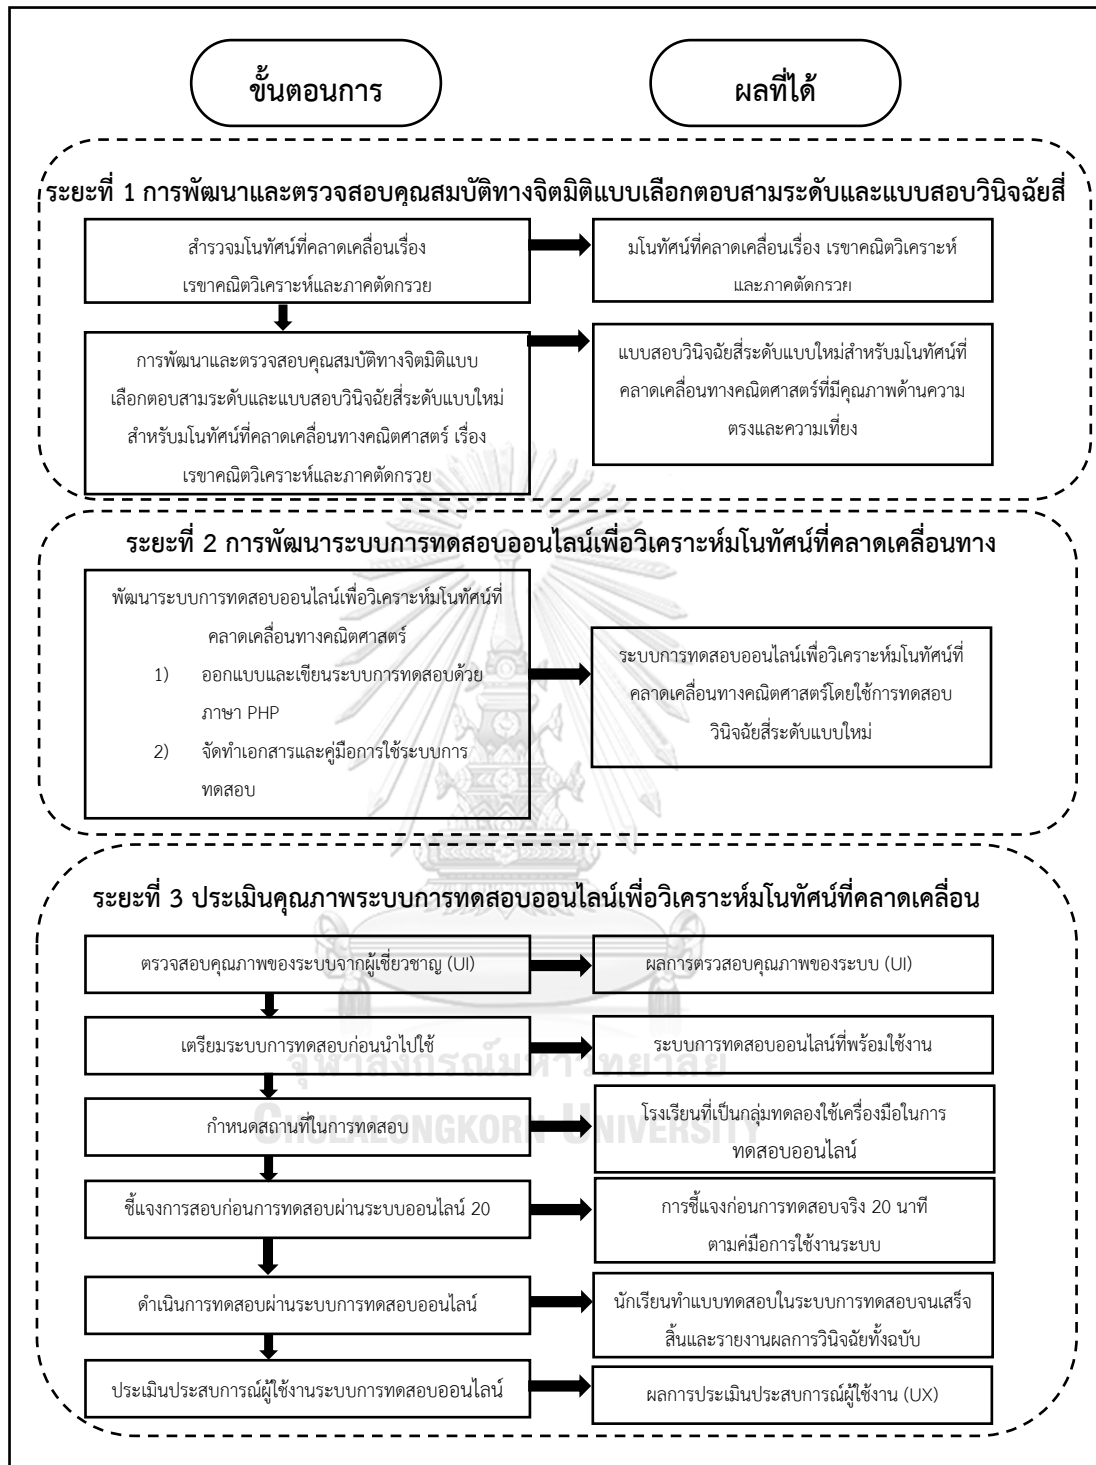 ขั้นตอนการ
ผลที่ได้
ระยะที่ 1 การพัฒนาและตรวจสอบคุณสมบัติทางจิตมิติแบบเลือกตอบสามระดับและแบบสอบวินิจฉัยสี่
สำรวจมโนทัศน์ที่คลาดเคลื่อนเรื่อง
เรขาคณิตวิเคราะห์และภาคตัดกรวย
มโนทัศน์ที่คลาดเคลื่อนเรื่อง เรขาคณิตวิเคราะห์
และภาคตัดกรวย
การพัฒนาและตรวจสอบคุณสมบัติทางจิตมิติแบบ
เลือกตอบสามระดับและแบบสอบวินิจฉัยสี่ระดับแบบใหม่
สำหรับมโนทัศน์ที่คลาดเคลื่อนทางคณิตศาสตร์ เรื่อง
เรขาคณิตวิเคราะห์และภาคตัดกรวย
แบบสอบวินิจฉัยสี่ระดับแบบใหม่สำหรับมโนทัศน์ที่
คลาดเคลื่อนทางคณิตศาสตร์ที่มีคุณภาพด้านความ
ตรงและความเที่ยง
ระยะที่ 2 การพัฒนาระบบการทดสอบออนไลน์เพื่อวิเคราะห์มโนทัศน์ที่คลาดเคลื่อนทาง
พัฒนาระบบการทดสอบออนไลน์เพื่อวิเคราะห์มโนทัศน์ที่
คลาดเคลื่อนทางคณิตศาสตร์
1) ออกแบบและเขียนระบบการทดสอบด้วย
ภาษา PHP
2) จัดทำเอกสารและคู่มือการใช้ระบบการ
ทดสอบ
ระบบการทดสอบออนไลน์เพื่อวิเคราะห์มโนทัศน์ที่
คลาดเคลื่อนทางคณิตศาสตร์โดยใช้การทดสอบ
วินิจฉัยสี่ระดับแบบใหม่
ระยะที่ 3 ประเมินคุณภาพระบบการทดสอบออนไลน์เพื่อวิเคราะห์มโนทัศน์ที่คลาดเคลื่อน
ตรวจสอบคุณภาพของระบบจากผู้เชี่ยวชาญ (UI)
ผลการตรวสอบคุณภาพของระบบ (UI)
เตรียมระบบการทดสอบก่อนนำไปใช้
ระบบการทดสอบออนไลน์ที่พร้อมใช้งาน
จุฬาลงกรณ์มหาวิทยาลัย
กำหนดสถานที่ในการทดสอบ
โรงเรียนที่เป็นกลุ่มทดลองใช้เครื่องมือในการ
ทดสอบออนไลน์
CHULALONGKORN UNIVERSITY
ชี้แจงการสอบก่อนการทดสอบผ่านระบบออนไลน์ 20
การชี้แจงก่อนการทดสอบจริง 20 นาที
ตามคู่มือการใช้งานระบบ
ดำเนินการทดสอบผ่านระบบการทดสอบออนไลน์
นักเรียนทำแบบทดสอบในระบบการทดสอบจนเสร็จ
สิ้นและรายงานผลการวินิจฉัยทั้งฉบับ
ประเมินประสบการณ์ผู้ใช้งานระบบการทดสอบออนไลน์
ผลการประเมินประสบการณ์ผู้ใช้งาน (UX)